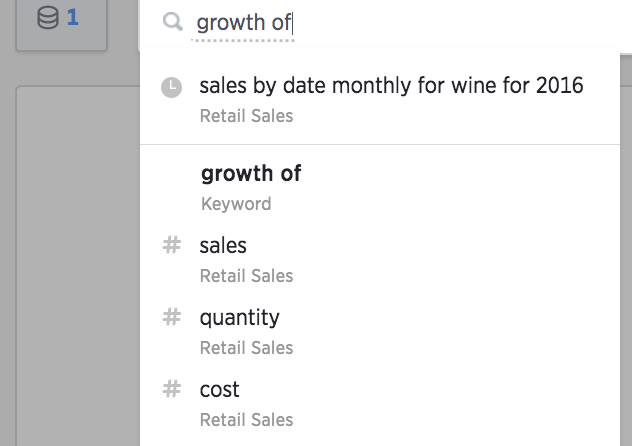 1
growth of
sales by date monthly for wine for 2016
Retail Sales
growth of
Keyword
# sales
Retail Sales
# quantity
Retail Sales
# cost
Retail Sales